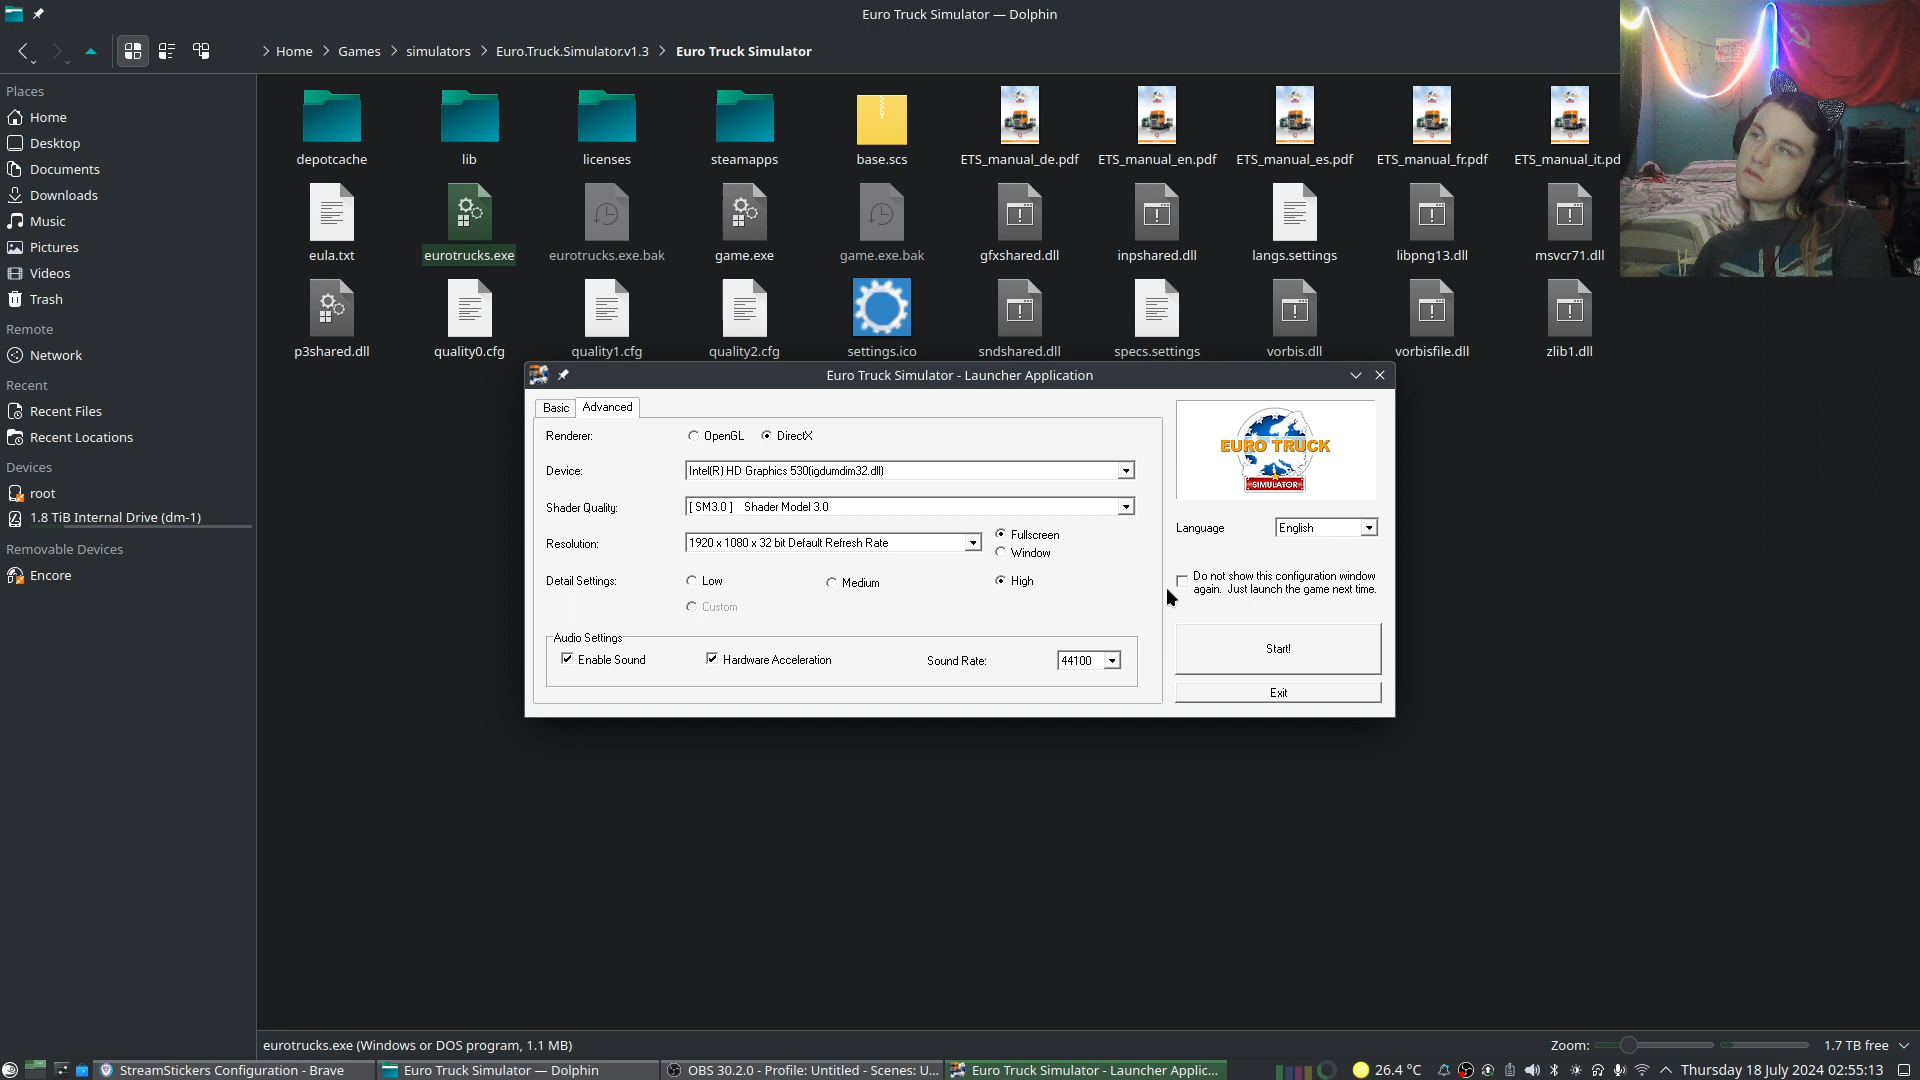 Euro Truck Simulator — Dolphin
Home
Games
simulators
Euro.Truck.Simulator.v1.3
Euro Truck Simulator
Places
Home
Desktop
Documents
Downloads
Music
Pictures
Videos
Trash
Remote
Network
Recent
Recent Files
Recent Locations
Devices
root
1.8 TiB Internal Drive (dm-1)
Removable Devices
Encore
depotcache
lib
licenses
steamapps
base.scs
ETS_manual_de.pdf
ETS_manual_en.pdf
ETS_manual_es.pdf
ETS_manual_fr.pdf
ETS_manual_it.pd
eula.txt
eurotrucks.exe
eurotrucks.exe.bak
game.exe
game.exe.bak
gfxshared.dll
inpshared.dll
langs.settings
libpng13.dll
msvcr71.dll
p3shared.dll
quality0.cfg
quality1.cfg
quality2.cfg
settings.ico
sndshared.dll
specs.settings
vorbis.dll
vorbisfile.dll
zlib1.dll
Euro Truck Simulator - Launcher Application
Basic
Advanced
Renderer:
OpenGL
DirectX
Device:
Intel(R) HD Graphics 530(igdumdim32.dll)
Shader Quality:
[ SM3.0 ] Shader Model 3.0
Resolution:
1920 x 1080 x 32 bit Default Refresh Rate
Fullscreen
Window
Detail Settings:
Low
Medium
High
Custom
Audio Settings
Enable Sound
Hardware Acceleration
Sound Rate:
44100
EURO TRUCK
SIMULATOR
Language
English
Do not show this configuration window
again. Just launch the game next time.
Start!
Exit
eurotrucks.exe (Windows or DOS program, 1.1 MB)
Zoom:
1.7 TB free
StreamStickers Configuration - Brave
Euro Truck Simulator — Dolphin
OBS 30.2.0 - Profile: Untitled - Scenes: U...
Euro Truck Simulator - Launcher Applic...
26.4 °C
Thursday 18 July 2024 02:55:13